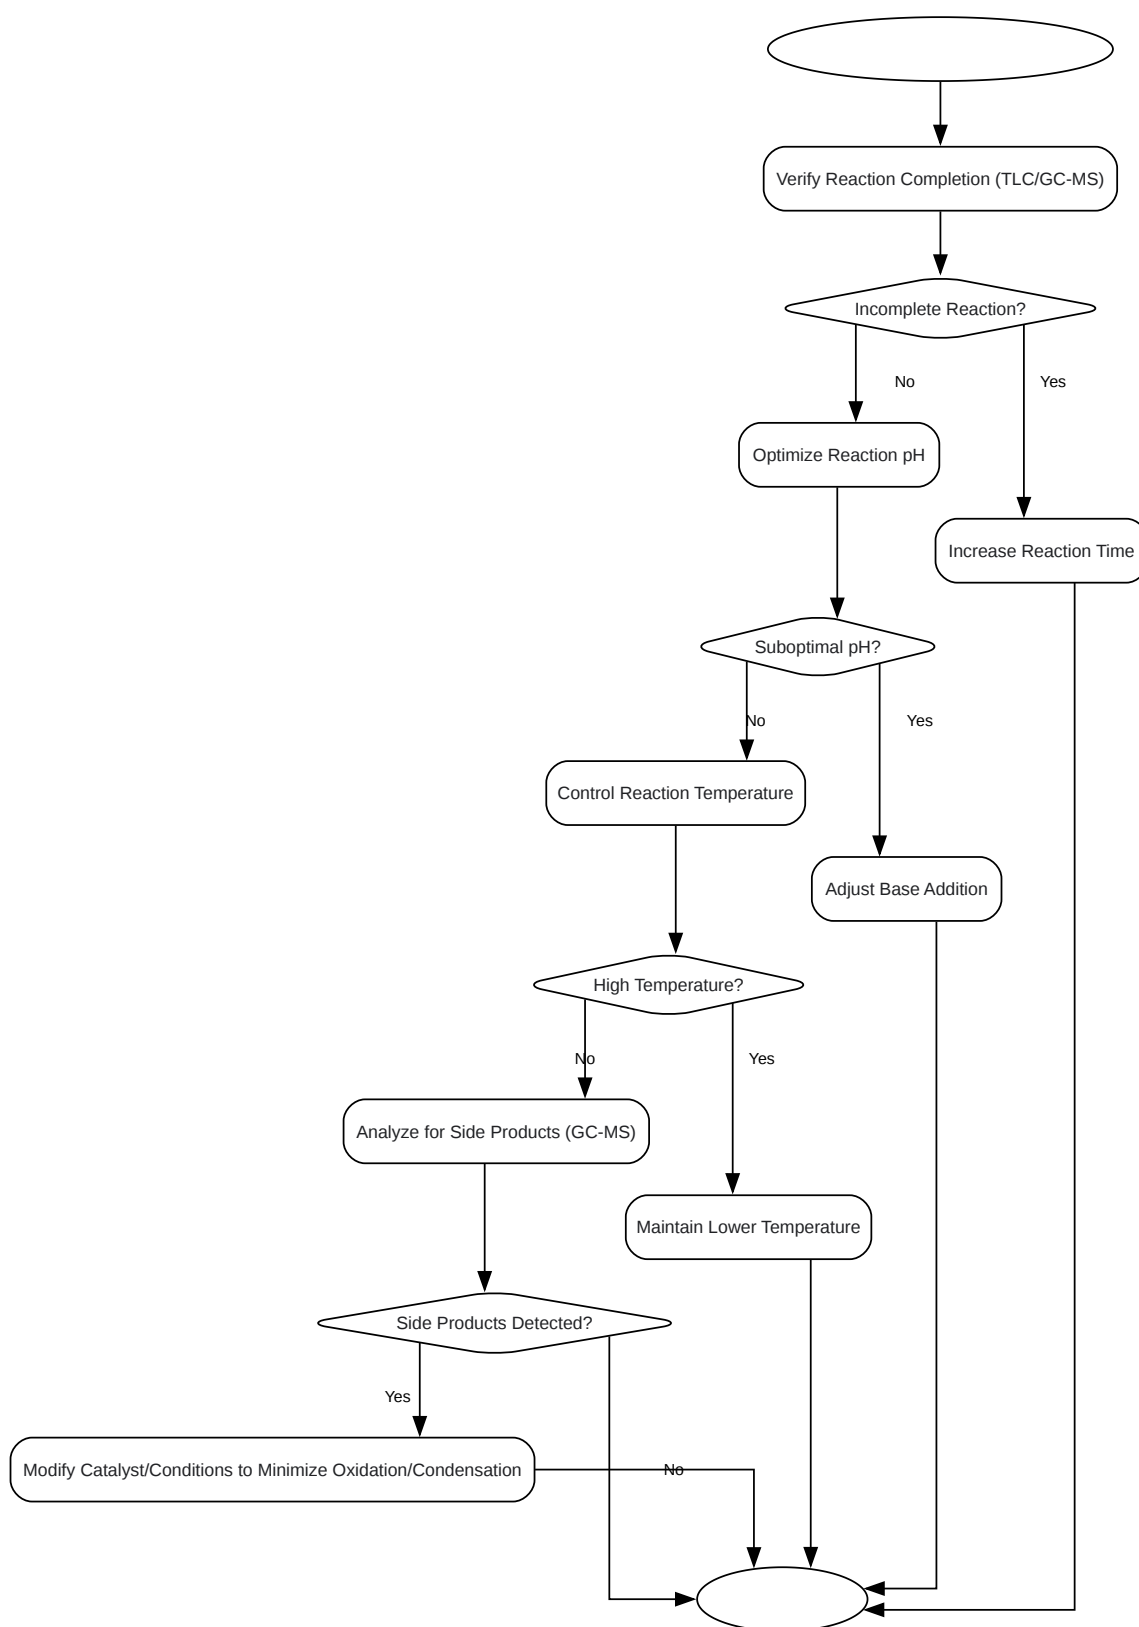 Verify Reaction Completion (TLC/GC-MS)
Incomplete Reaction?
No
Yes
Optimize Reaction pH
Increase Reaction Time
Suboptimal pH?
No
Yes
Control Reaction Temperature
Adjust Base Addition
High Temperature?
No
Yes
Analyze for Side Products (GC-MS)
Maintain Lower Temperature
Side Products Detected?
Yes
Modify Catalyst/Conditions to Minimize Oxidation/Condensation
No